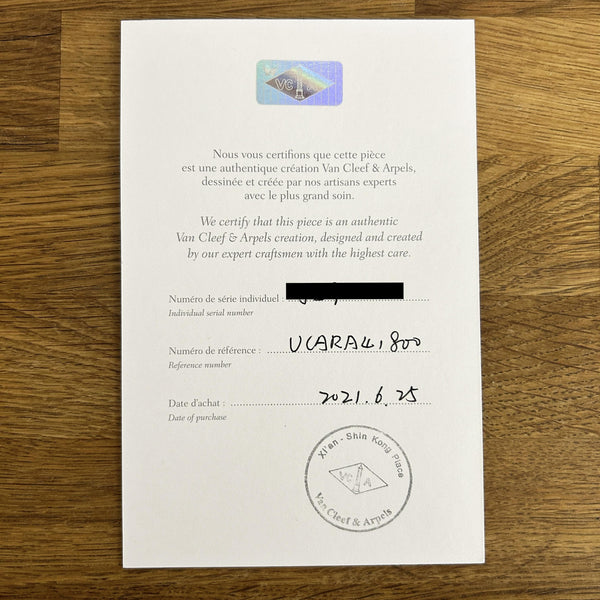 VC A
Nous vous certifions que cette pièce
est une authentique création Van Cleef & Arpels,
dessinée et créée par nos artisans experts
avec le plus grand soin.
We certify that this piece is an authentic
Van Cleef & Arpels creation, designed and created
by our expert craftsmen with the highest care.
Numéro de série individuel :
Individual serial number
Numéro de référence : VCARA41800
Reference number
Date d'achat : 2021.6.25
Date of purchase
Xi'an - Shin Kong Place
VC A
Van Cleef & Arpels